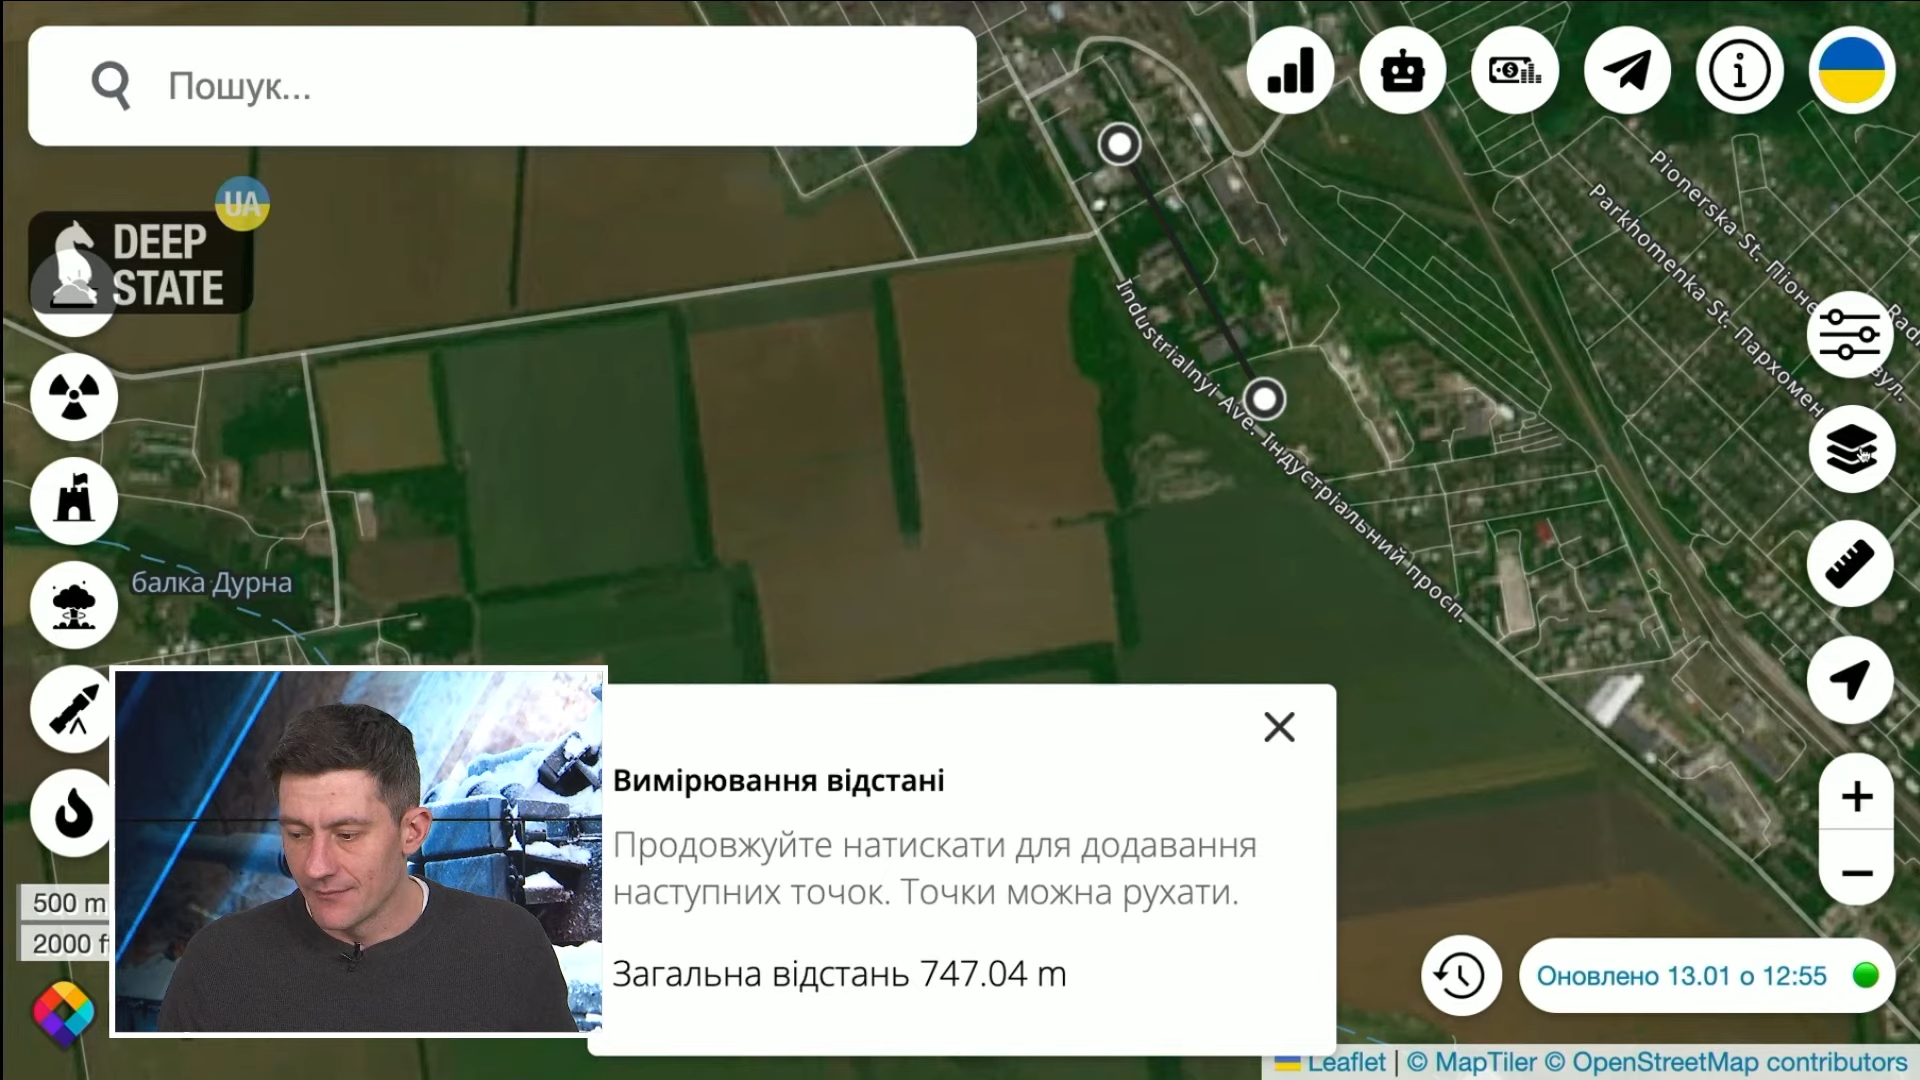 Пошук...
UA
DEEP
STATE
Pionerska St. Піоне
вул.
Parkhomenka St. Пархомен
Industrialnyi Ave. Індустріальний просп.
балка Дурна
Вимірювання відстані
Продовжуйте натискати для додавання
наступних точок. Точки можна рухати.
Загальна відстань 747.04 m
500 m
2000 f
Оновлено 13.01 о 12:55
Leaflet | © MapTiler © OpenStreetMap contributors